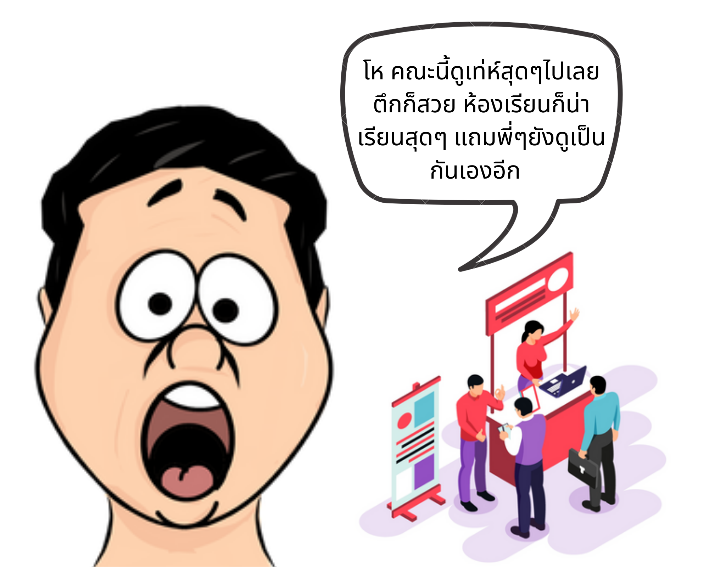 โห คณะนี้ดูเท่ห์สุดๆไปเลย
ตึกก็สวย ห้องเรียนก็น่า
เรียนสุดๆ แถมพี่ๆยังดูเป็น
กันเองอีก